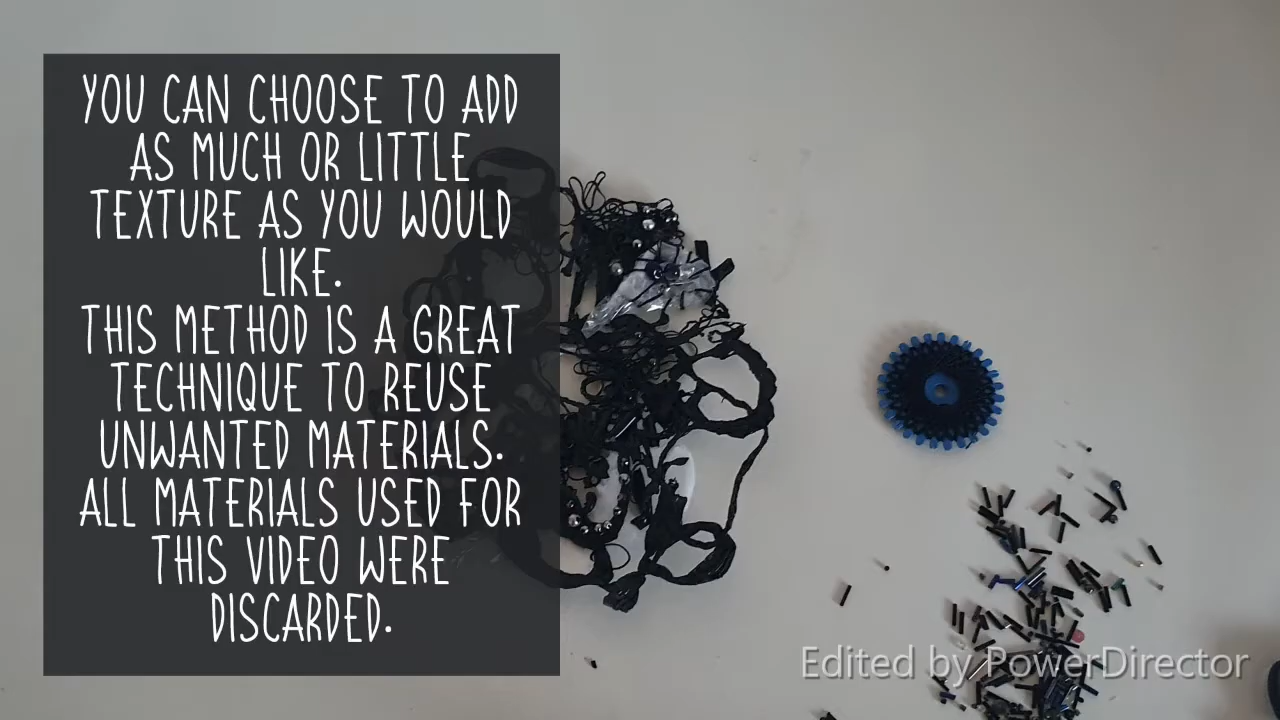 YOU CAN CHOOSE TO ADD
AS MUCH OR LITTLE
TEXTURE AS YOU WOULD
LIKE.
THIS METHOD IS A GREAT
TECHNIQUE TO REUSE
UNWANTED MATERIALS.
ALL MATERIALS USED FOR
THIS VIDEO WERE
DISCARDED.
Edited by PowerDirector